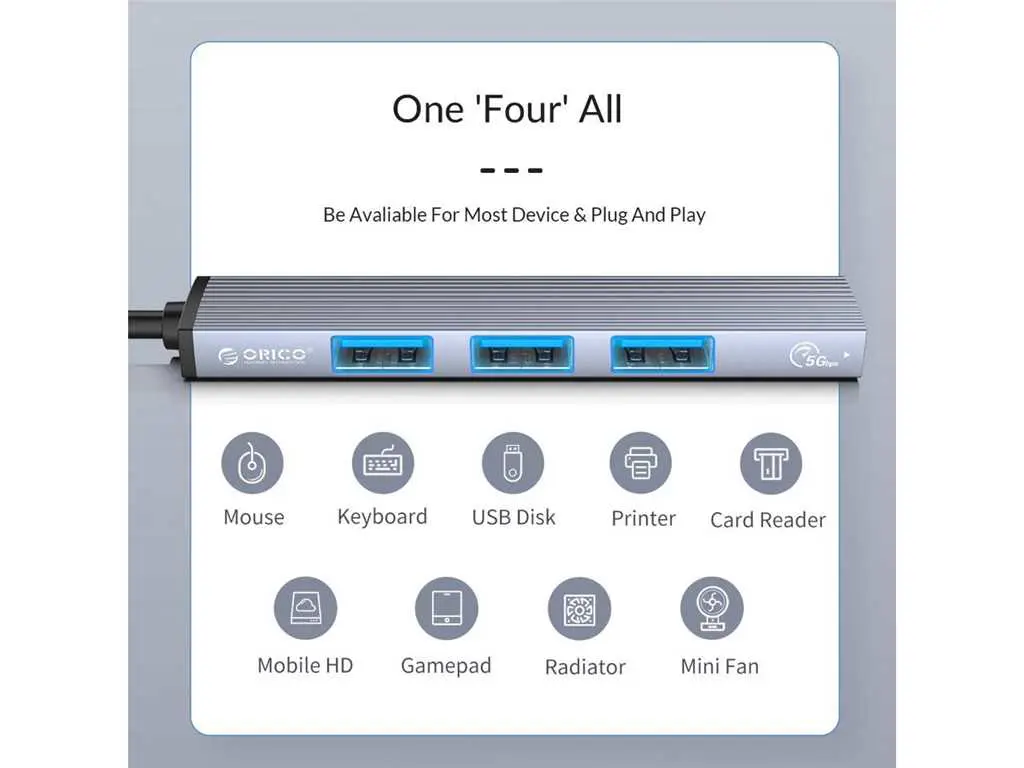 One 'Four' All
Be Avaliable For Most Device & Plug And Play
ORICO
5Gbps
Mouse
Keyboard
USB Disk
Printer
Card Reader
Mobile HD
Gamepad
Radiator
Mini Fan